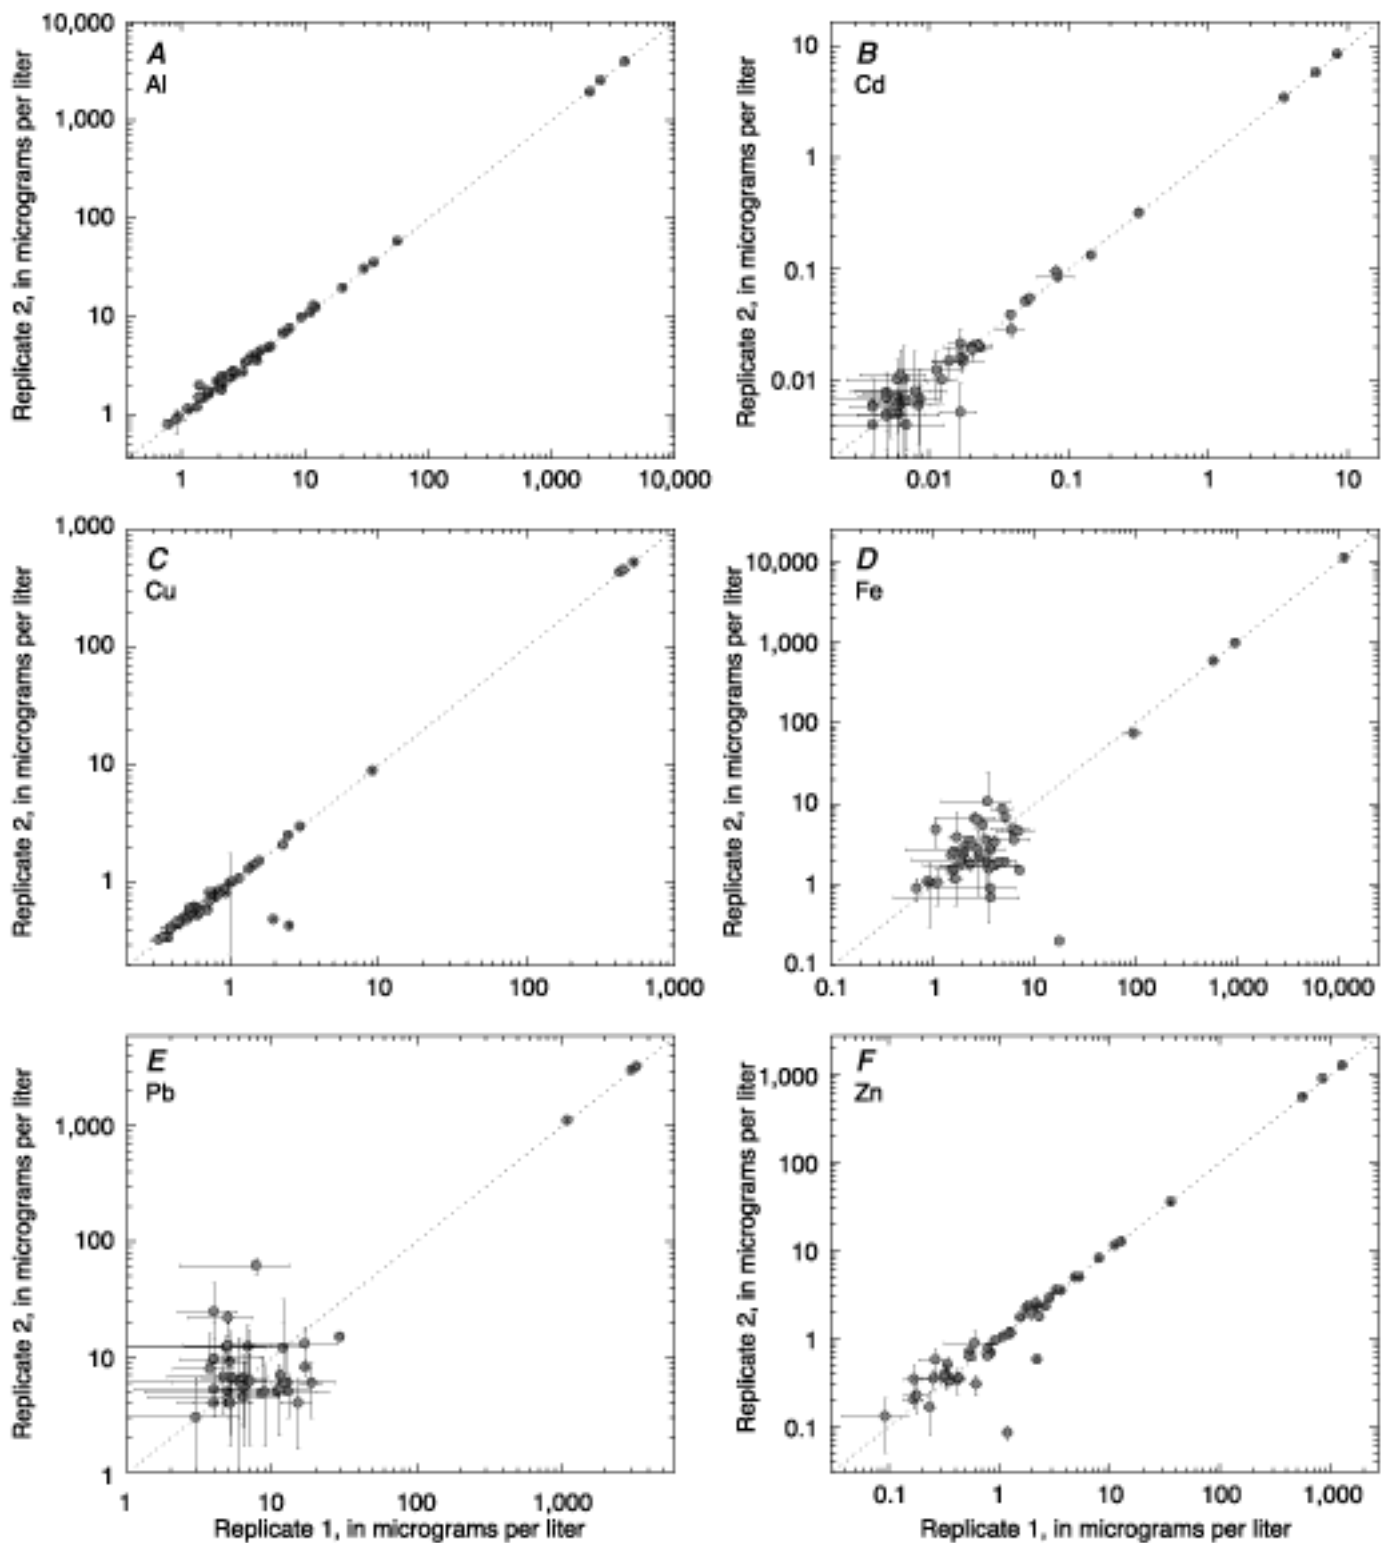 10,000
1,000
100
10
1
Replicate 2, in micrograms per liter
A
Al
1 10 100 1,000 10,000
10
1
0.1
0.01
Replicate 2, in micrograms per liter
B
Cd
0.01 0.1 1 10
1,000
100
10
1
Replicate 2, in micrograms per liter
C
Cu
1 10 100 1,000
10,000
1,000
100
10
1
0.1
Replicate 2, in micrograms per liter
D
Fe
0.1 1 10 100 1,000 10,000
1,000
100
10
1
Replicate 2, in micrograms per liter
E
Pb
1 10 100 1,000
Replicate 1, in micrograms per liter
1,000
100
10
1
0.1
Replicate 2, in micrograms per liter
F
Zn
0.1 1 10 100 1,000
Replicate 1, in micrograms per liter